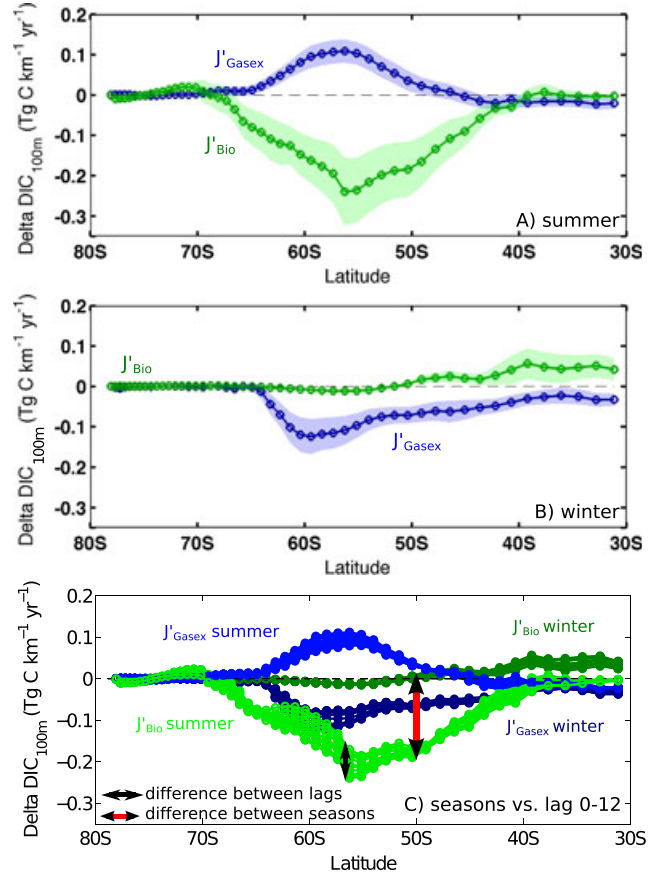 0.2
0.1
0
-0.1
-0.2
-0.3
Delta DIC100m (Tg C km-1 yr-1)
J'Gasex
J'Bio
A) summer
80S 70S 60S 50S 40S 30S
Latitude
0.2
0.1
0
-0.1
-0.2
-0.3
Delta DIC100m (Tg C km-1 yr-1)
J'Bio
J'Gasex
B) winter
80S 70S 60S 50S 40S 30S
Latitude
0.2
0.1
0
−0.1
−0.2
−0.3
Delta DIC100m (Tg C km−1 yr−1)
J'Gasex summer
J'Bio winter
J'Bio summer
J'Gasex winter
difference between lags
difference between seasons
C) seasons vs. lag 0-12
80S 70S 60S 50S 40S 30S
Latitude